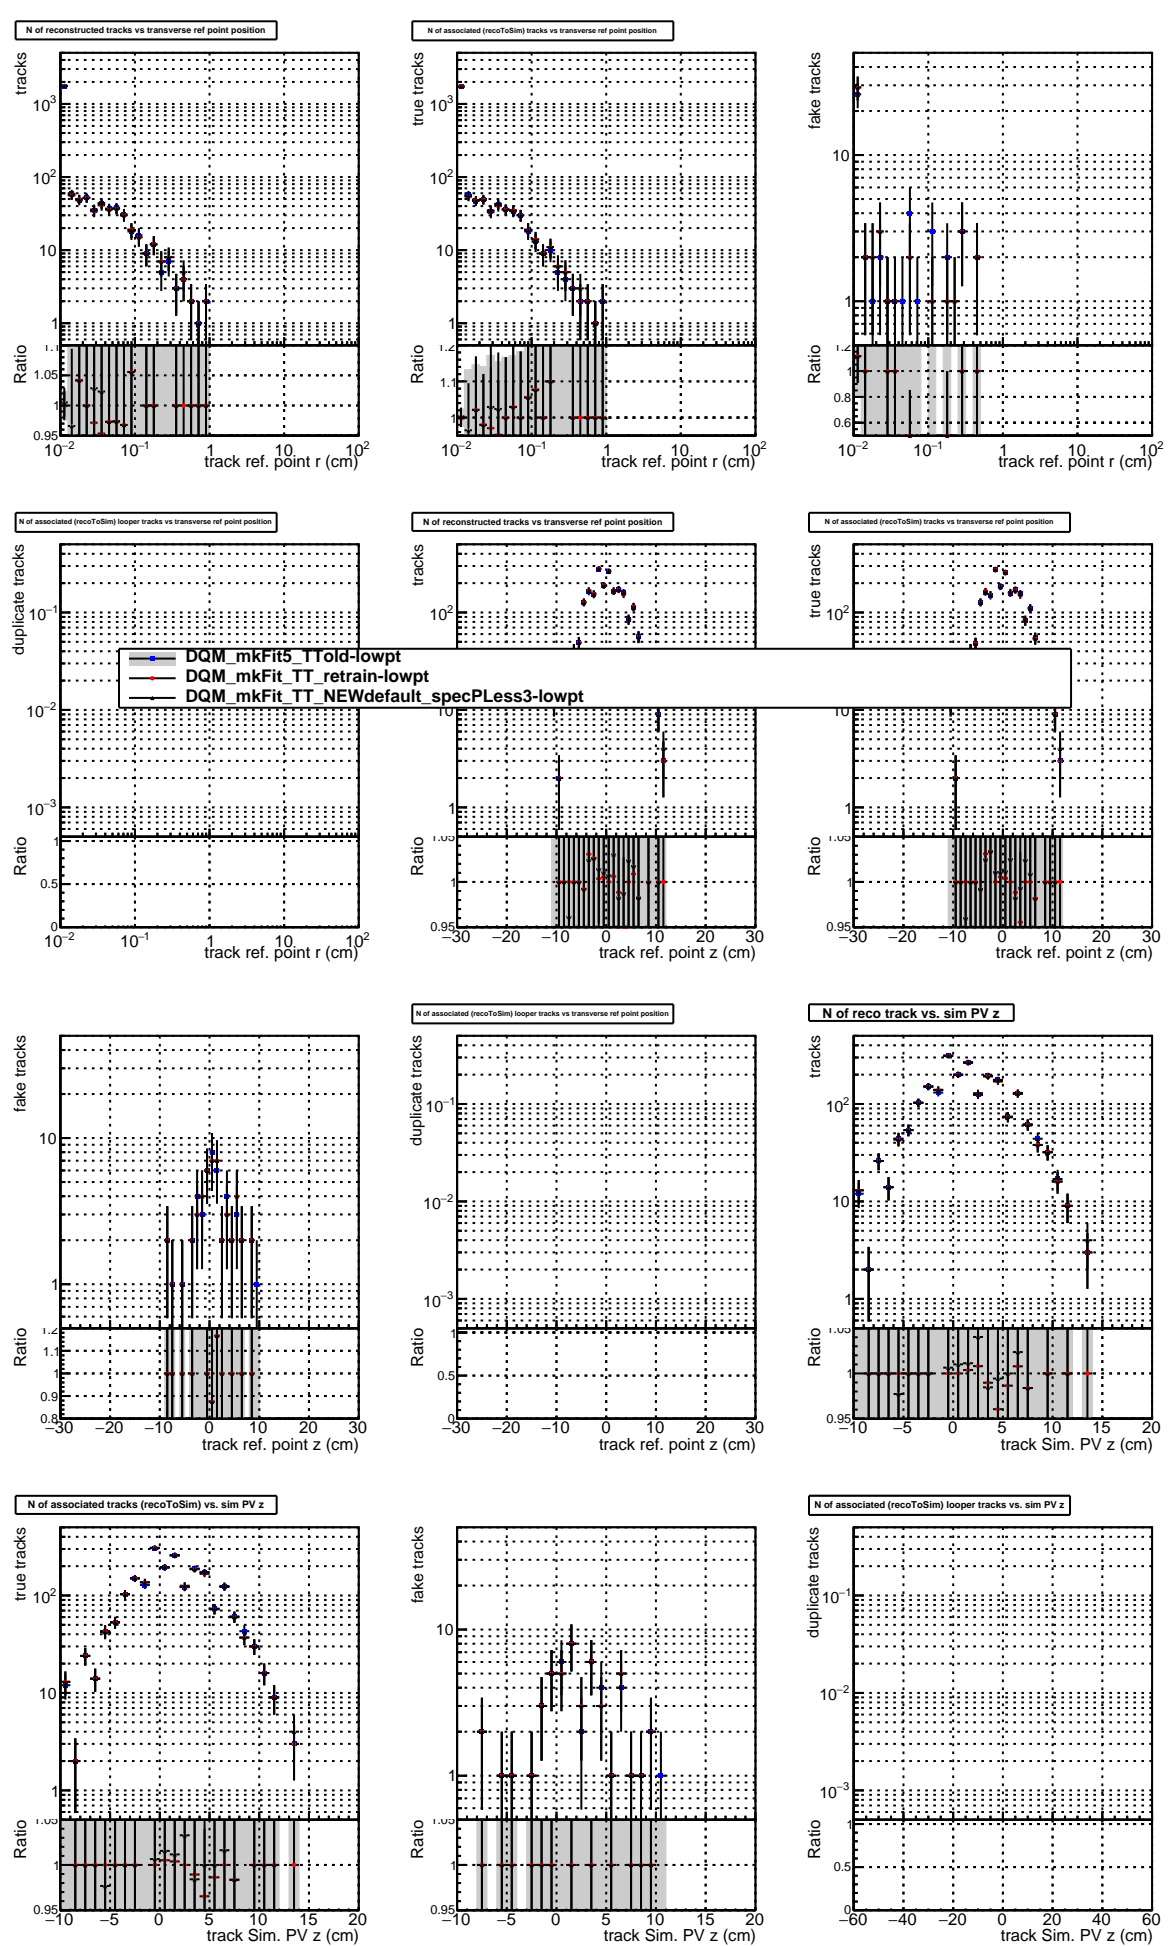 N of reconstructed tracks vs transverse ref point position
tracks
10³
10²
10
1
Ratio
1.1
1.05
1
0.95
10⁻² 10⁻¹ 1 10 10²
track ref. point r (cm)
N of associated (recoToSim) tracks vs transverse ref point position
true tracks
10³
10²
10
1
Ratio
1.2
1.1
1
10⁻² 10⁻¹ 1 10 10²
track ref. point r (cm)
fake tracks
10
1
Ratio
1.2
1
0.8
0.6
10⁻² 10⁻¹ 1 10 10²
track ref. point r (cm)
N of associated (recoToSim) looper tracks vs transverse ref point position
duplicate tracks
10⁻¹
10⁻²
10⁻³
Ratio
1
0.5
0
10⁻² 10⁻¹ 1 10 10²
track ref. point r (cm)
N of reconstructed tracks vs transverse ref point position
tracks
10²
10
1
Ratio
1.05
1
0.95
−30 −20 −10 0 10 20 30
track ref. point z (cm)
N of associated (recoToSim) tracks vs transverse ref point position
true tracks
10²
10
1
Ratio
1.05
1
0.95
−30 −20 −10 0 10 20 30
track ref. point z (cm)
DQM_mkFit5_TTold-lowpt
DQM_mkFit_TT_retrain-lowpt
DQM_mkFit_TT_NEWdefault_specPLess3-lowpt
fake tracks
10
1
Ratio
1.2
1.1
1
0.9
0.8
−30 −20 −10 0 10 20 30
track ref. point z (cm)
N of associated (recoToSim) looper tracks vs transverse ref point position
duplicate tracks
10⁻¹
10⁻²
10⁻³
Ratio
1
0.5
0
−30 −20 −10 0 10 20 30
track ref. point z (cm)
N of reco track vs. sim PV z
tracks
10²
10
1
Ratio
1.05
1
0.95
−10 −5 0 5 10 15 20
track Sim. PV z (cm)
N of associated tracks (recoToSim) vs. sim PV z
true tracks
10²
10
1
Ratio
1.05
1
0.95
−10 −5 0 5 10 15 20
track Sim. PV z (cm)
fake tracks
10
1
Ratio
1.05
1
0.95
−10 −5 0 5 10 15 20
track Sim. PV z (cm)
N of associated (recoToSim) looper tracks vs. sim PV z
duplicate tracks
10⁻¹
10⁻²
10⁻³
Ratio
1
0.5
0
−60 −40 −20 0 20 40 60
track Sim. PV z (cm)